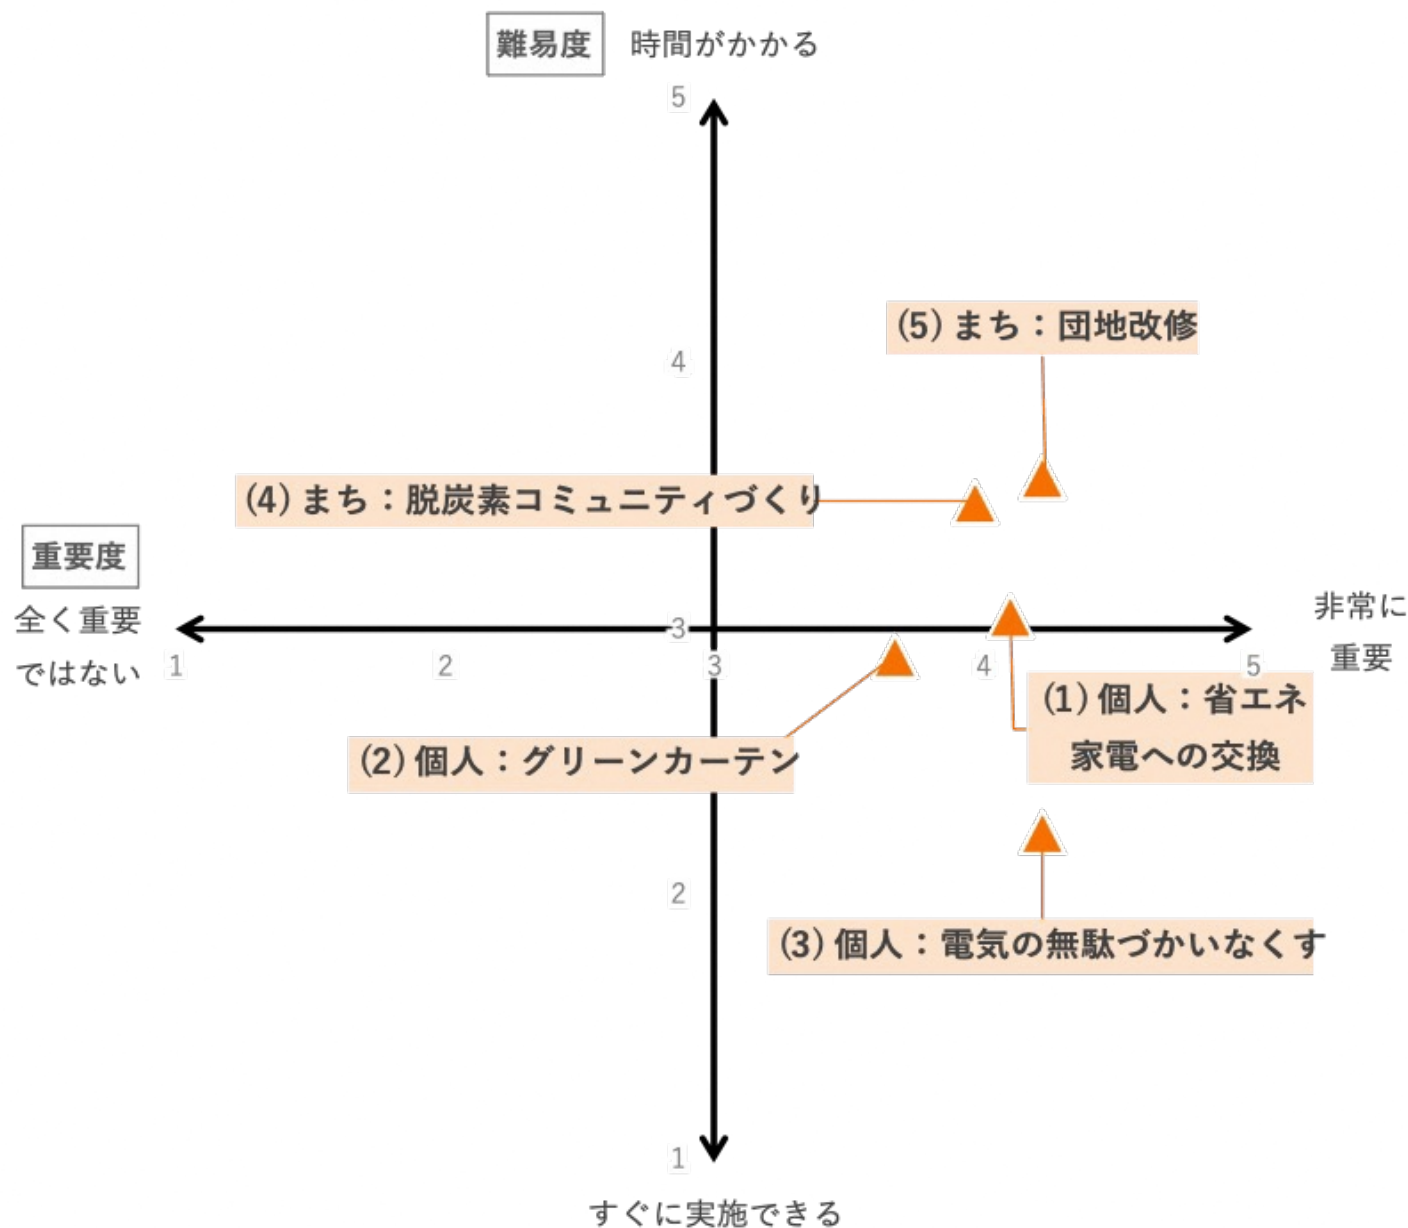 難易度 時間がかかる
5
(5) まち：団地改修
4
(4) まち：脱炭素コミュニティづくり
重要度
全く重要
ではない
非常に
重要
3
1 2 3 4 5
(1) 個人：省エネ
家電への交換
(2) 個人：グリーンカーテン
2
(3) 個人：電気の無駄づかいなくす
1
すぐに実施できる